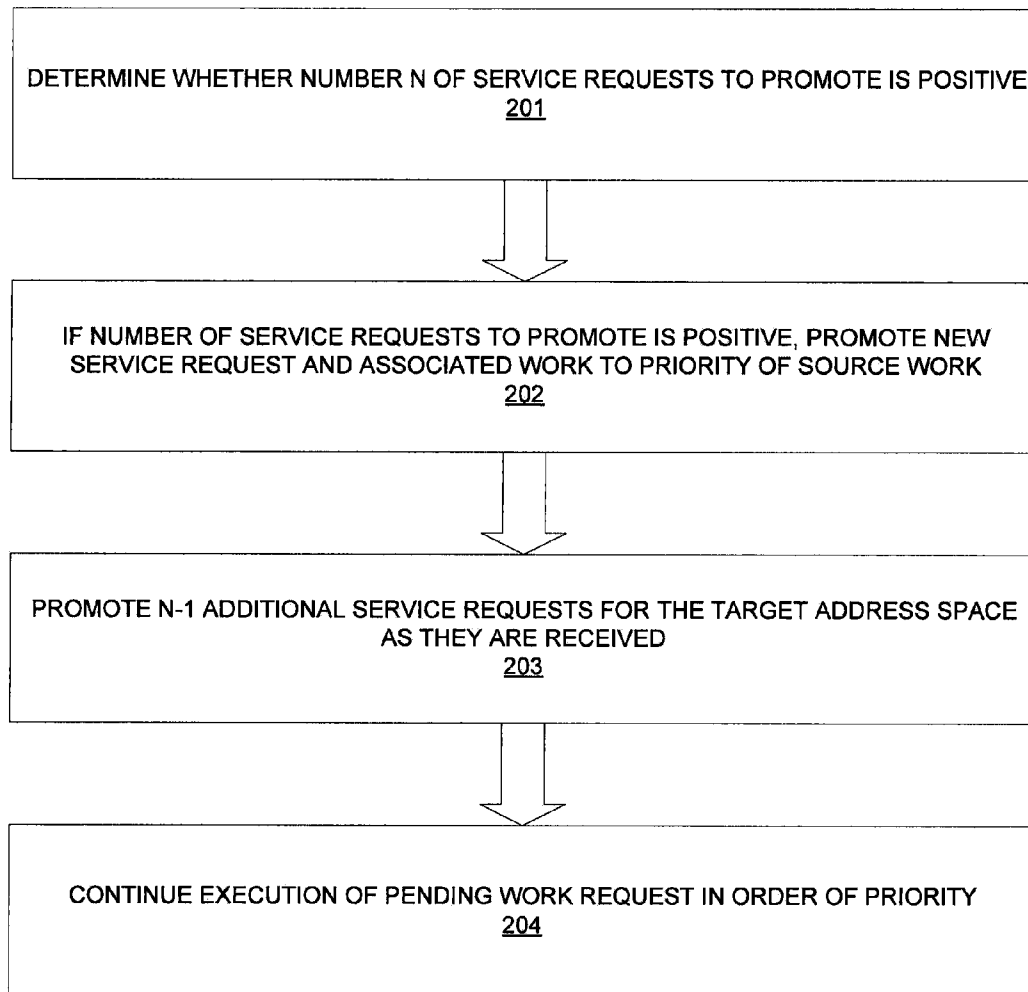 DETERMINE WHETHER NUMBER N OF SERVICE REQUESTS TO PROMOTE IS POSITIVE
201
IF NUMBER OF SERVICE REQUESTS TO PROMOTE IS POSITIVE, PROMOTE NEW
SERVICE REQUEST AND ASSOCIATED WORK TO PRIORITY OF SOURCE WORK
202
PROMOTE N-1 ADDITIONAL SERVICE REQUESTS FOR THE TARGET ADDRESS SPACE
AS THEY ARE RECEIVED
203
CONTINUE EXECUTION OF PENDING WORK REQUEST IN ORDER OF PRIORITY
204